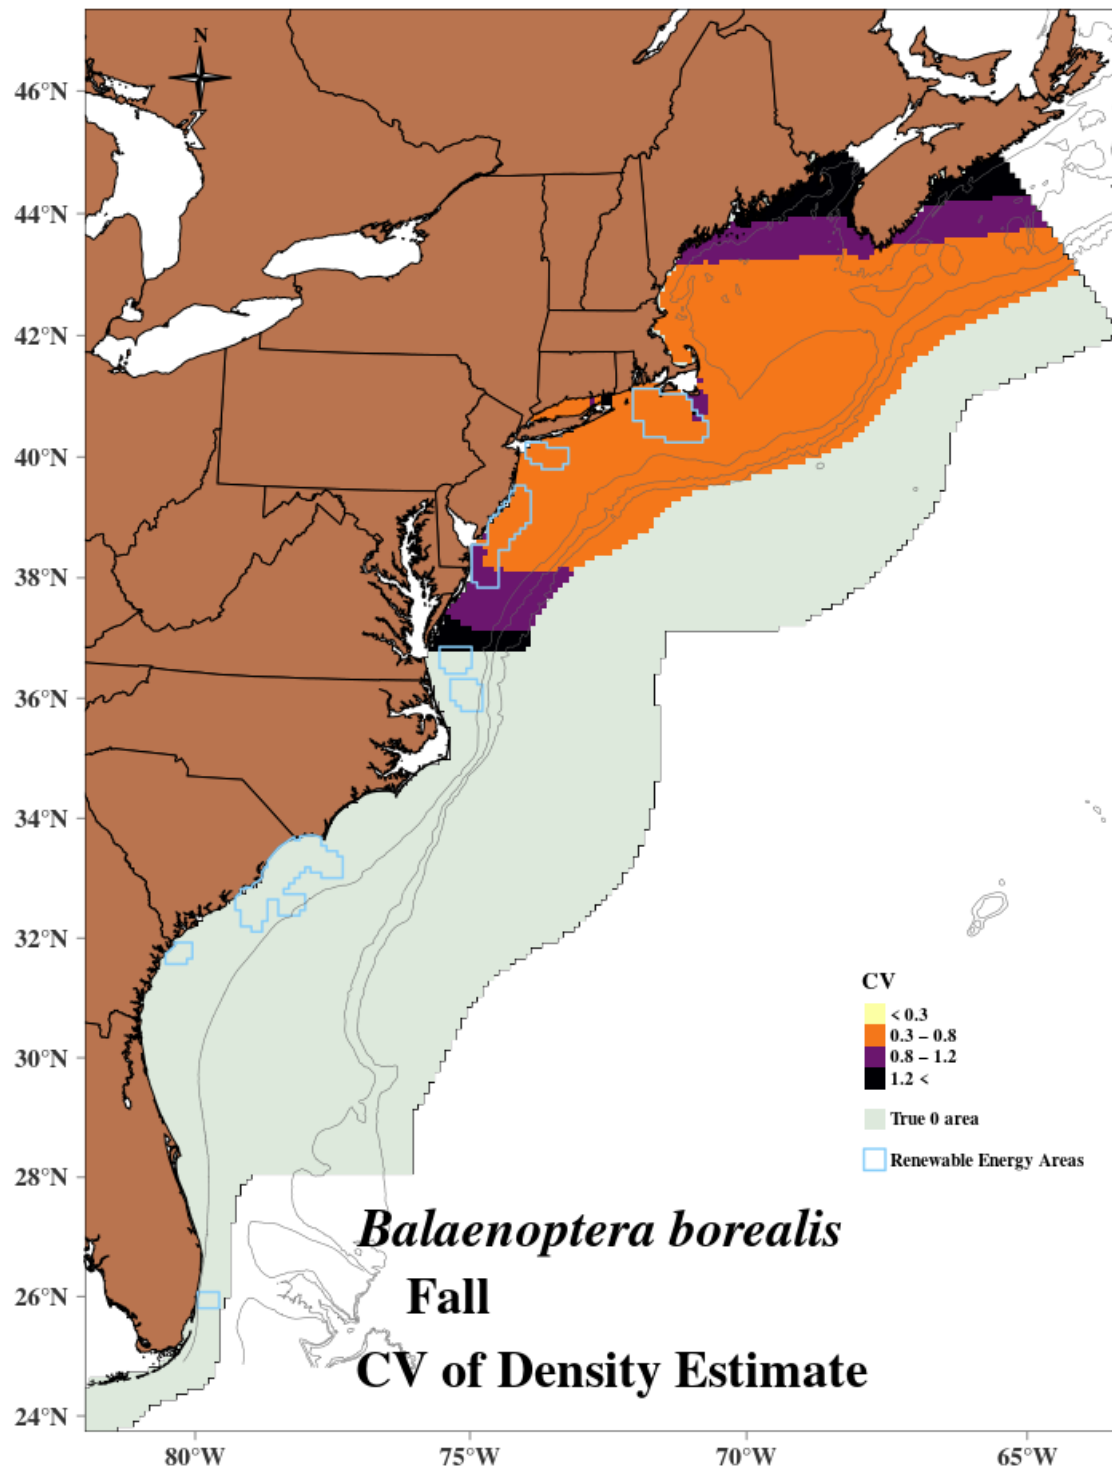 N
46°N
44°N
42°N
40°N
38°N
36°N
34°N
32°N
30°N
28°N
26°N
24°N
CV
< 0.3
0.3 – 0.8
0.8 – 1.2
1.2 <
True 0 area
Renewable Energy Areas
Balaenoptera borealis
Fall
CV of Density Estimate
80°W 75°W 70°W 65°W